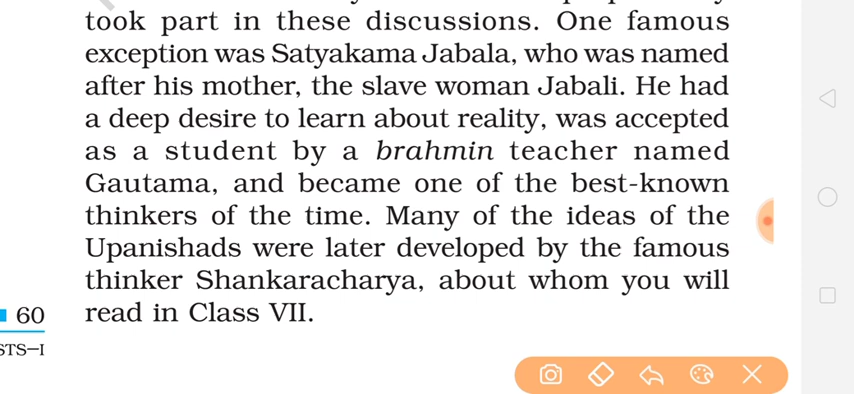 took part in these discussions. One famous
exception was Satyakama Jabala, who was named
after his mother, the slave woman Jabali. He had
a deep desire to learn about reality, was accepted
as a student by a brahmin teacher named
Gautama, and became one of the best-known
thinkers of the time. Many of the ideas of the
Upanishads were later developed by the famous
thinker Shankaracharya, about whom you will
read in Class VII.
60
STS—I